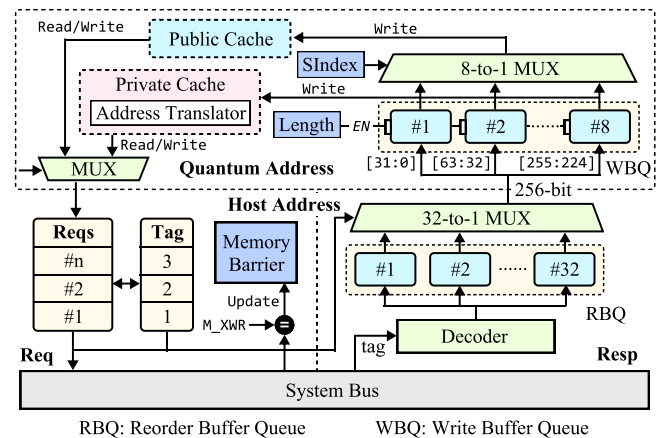 Read/Write
Public Cache
Write
SIndex
8-to-1 MUX
Private Cache
Address Translator
Write
Length
EN
#1
#2
#8
Read/Write
[31:0]
[63:32]
[255:224]
WBQ
MUX
Quantum Address
256-bit
Host Address
32-to-1 MUX
Reqs
#n
#2
#1
Tag
3
2
1
Memory
Barrier
Update
M_XWR
=
#1
#2
#32
RBQ
Decoder
tag
Req
Resp
System Bus
RBQ: Reorder Buffer Queue
WBQ: Write Buffer Queue